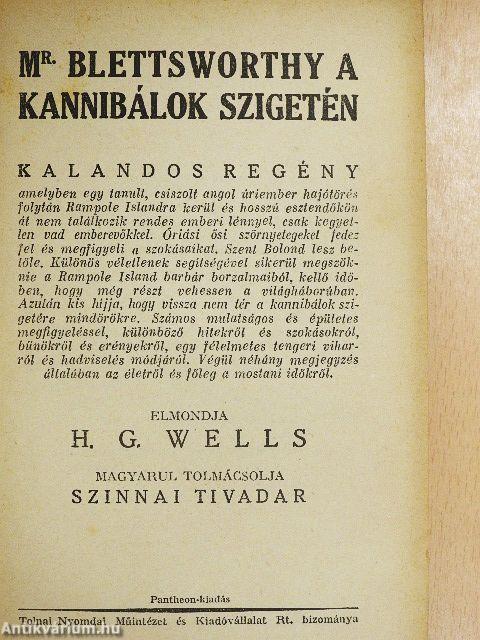 MR. BLETTSWORTHY A
KANNIBÁLOK SZIGETÉN
KALANDOS REGÉNY
amelyben egy tanult, csiszolt angol úriember hajótörés
folytán Rampole Islandra kerül és hosszú esztendőkön
át nem találkozik rendes emberi lénnyel, csak kegyet-
len vad emberevőkkel. Óriási ősi szörnyelegeket fedez
fel és megfigyeli a szokásaikat. Szent Bolond lesz be-
lőle. Különös vélellenek segítségével sikerül megszök-
nie a Rampole Island barbár borzalmaiból, kellő idő-
ben, hogy még részt vehessen a világháborúban.
Azután kis hijja, hogy vissza nem tér a kannibálok szi-
getére mindörökre. Számos mulatságos és épületes
megfigyeléssel, különböző hitekről és szokásokról,
bűnökről és erényekről, egy félelmetes tengeri vihar-
ról és hadviselés módjáról. Végül néhány megjegyzés
általában az életről és főleg a mostani időkről.
ELMONDJA
H. G. WELLS
MAGYARUL TOLMÁCSOLJA
SZINNAI TIVADAR
Pantheon-kiadás
Tolnai Nyomdai Műintézet és Kiadóvállalat Rt. bizománya
Antikvarium.hu